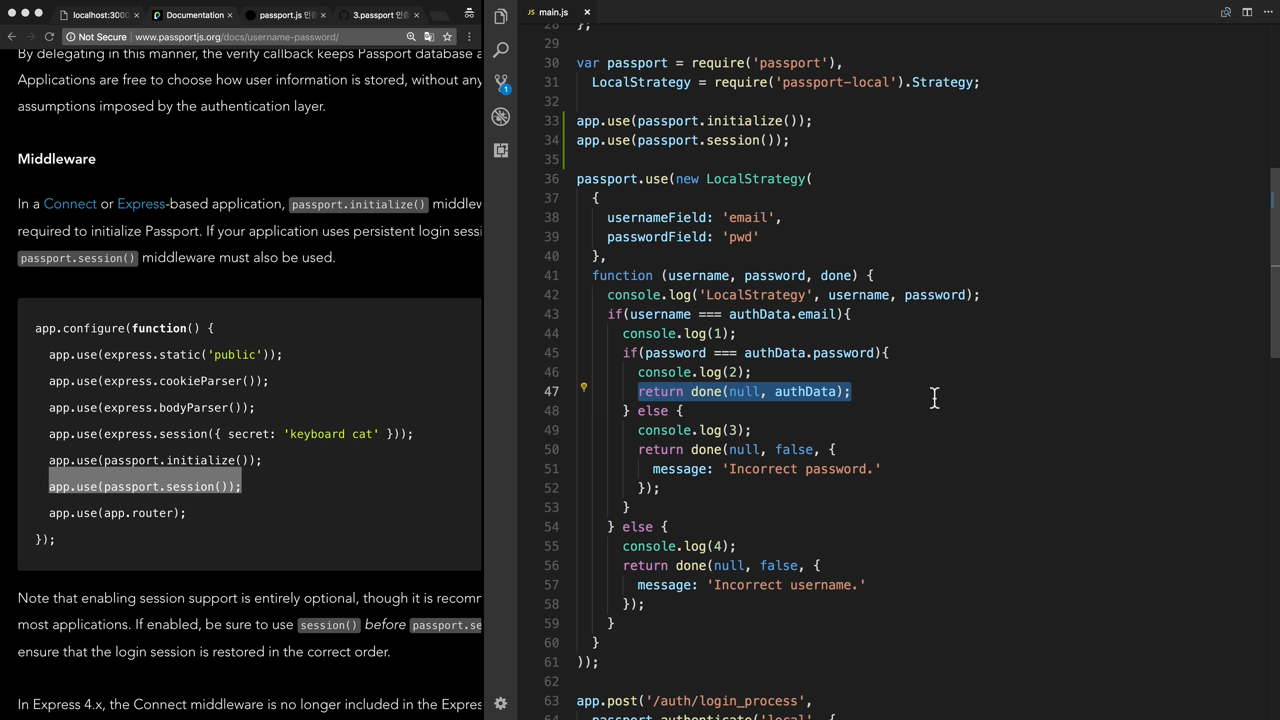 localhost:3000
Documentation
passport.js 인증
3.passport 인증
Not Secure
www.passportjs.org/docs/username-password/
By delegating in this manner, the verify callback keeps Passport database a
Applications are free to choose how user information is stored, without any
assumptions imposed by the authentication layer.
Middleware
In a Connect or Express-based application, passport.initialize() middlew
required to initialize Passport. If your application uses persistent login sessi
passport.session() middleware must also be used.
app.configure(function() {
app.use(express.static('public'));
app.use(express.cookieParser());
app.use(express.bodyParser());
app.use(express.session({ secret: 'keyboard cat' }));
app.use(passport.initialize());
app.use(passport.session());
app.use(app.router);
});
Note that enabling session support is entirely optional, though it is recomm
most applications. If enabled, be sure to use session() before passport.se
ensure that the login session is restored in the correct order.
In Express 4.x, the Connect middleware is no longer included in the Expres
1
JS main.js
28 };
29
30 var passport = require('passport'),
31 LocalStrategy = require('passport-local').Strategy;
32
33 app.use(passport.initialize());
34 app.use(passport.session());
35
36 passport.use(new LocalStrategy(
37 {
38 usernameField: 'email',
39 passwordField: 'pwd'
40 },
41 function (username, password, done) {
42 console.log('LocalStrategy', username, password);
43 if(username === authData.email){
44 console.log(1);
45 if(password === authData.password){
46 console.log(2);
47 return done(null, authData);
48 } else {
49 console.log(3);
50 return done(null, false, {
51 message: 'Incorrect password.'
52 });
53 }
54 } else {
55 console.log(4);
56 return done(null, false, {
57 message: 'Incorrect username.'
58 });
59 }
60 }
61 ));
62
63 app.post('/auth/login_process',
64 passport.authenticate('local', {